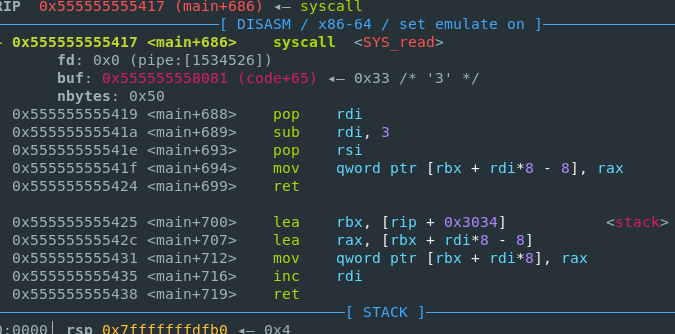 RIP 0x555555555417 (main+686) ◂— syscall
[ DISASM / x86-64 / set emulate on ]
0x555555555417 <main+686> syscall <SYS_read>
fd: 0x0 (pipe:[1534526])
buf: 0x555555558081 (code+65) ◂— 0x33 /* '3' */
nbytes: 0x50
0x555555555419 <main+688> pop rdi
0x55555555541a <main+689> sub rdi, 3
0x55555555541e <main+693> pop rsi
0x55555555541f <main+694> mov qword ptr [rbx + rdi*8 - 8], rax
0x555555555424 <main+699> ret
0x555555555425 <main+700> lea rbx, [rip + 0x3034] <stack>
0x55555555542c <main+707> lea rax, [rbx + rdi*8 - 8]
0x555555555431 <main+712> mov qword ptr [rbx + rdi*8], rax
0x555555555435 <main+716> inc rdi
0x555555555438 <main+719> ret
[ STACK ]
0:0000│ rsp 0x7fffffffdfb0 ◂— 0x4